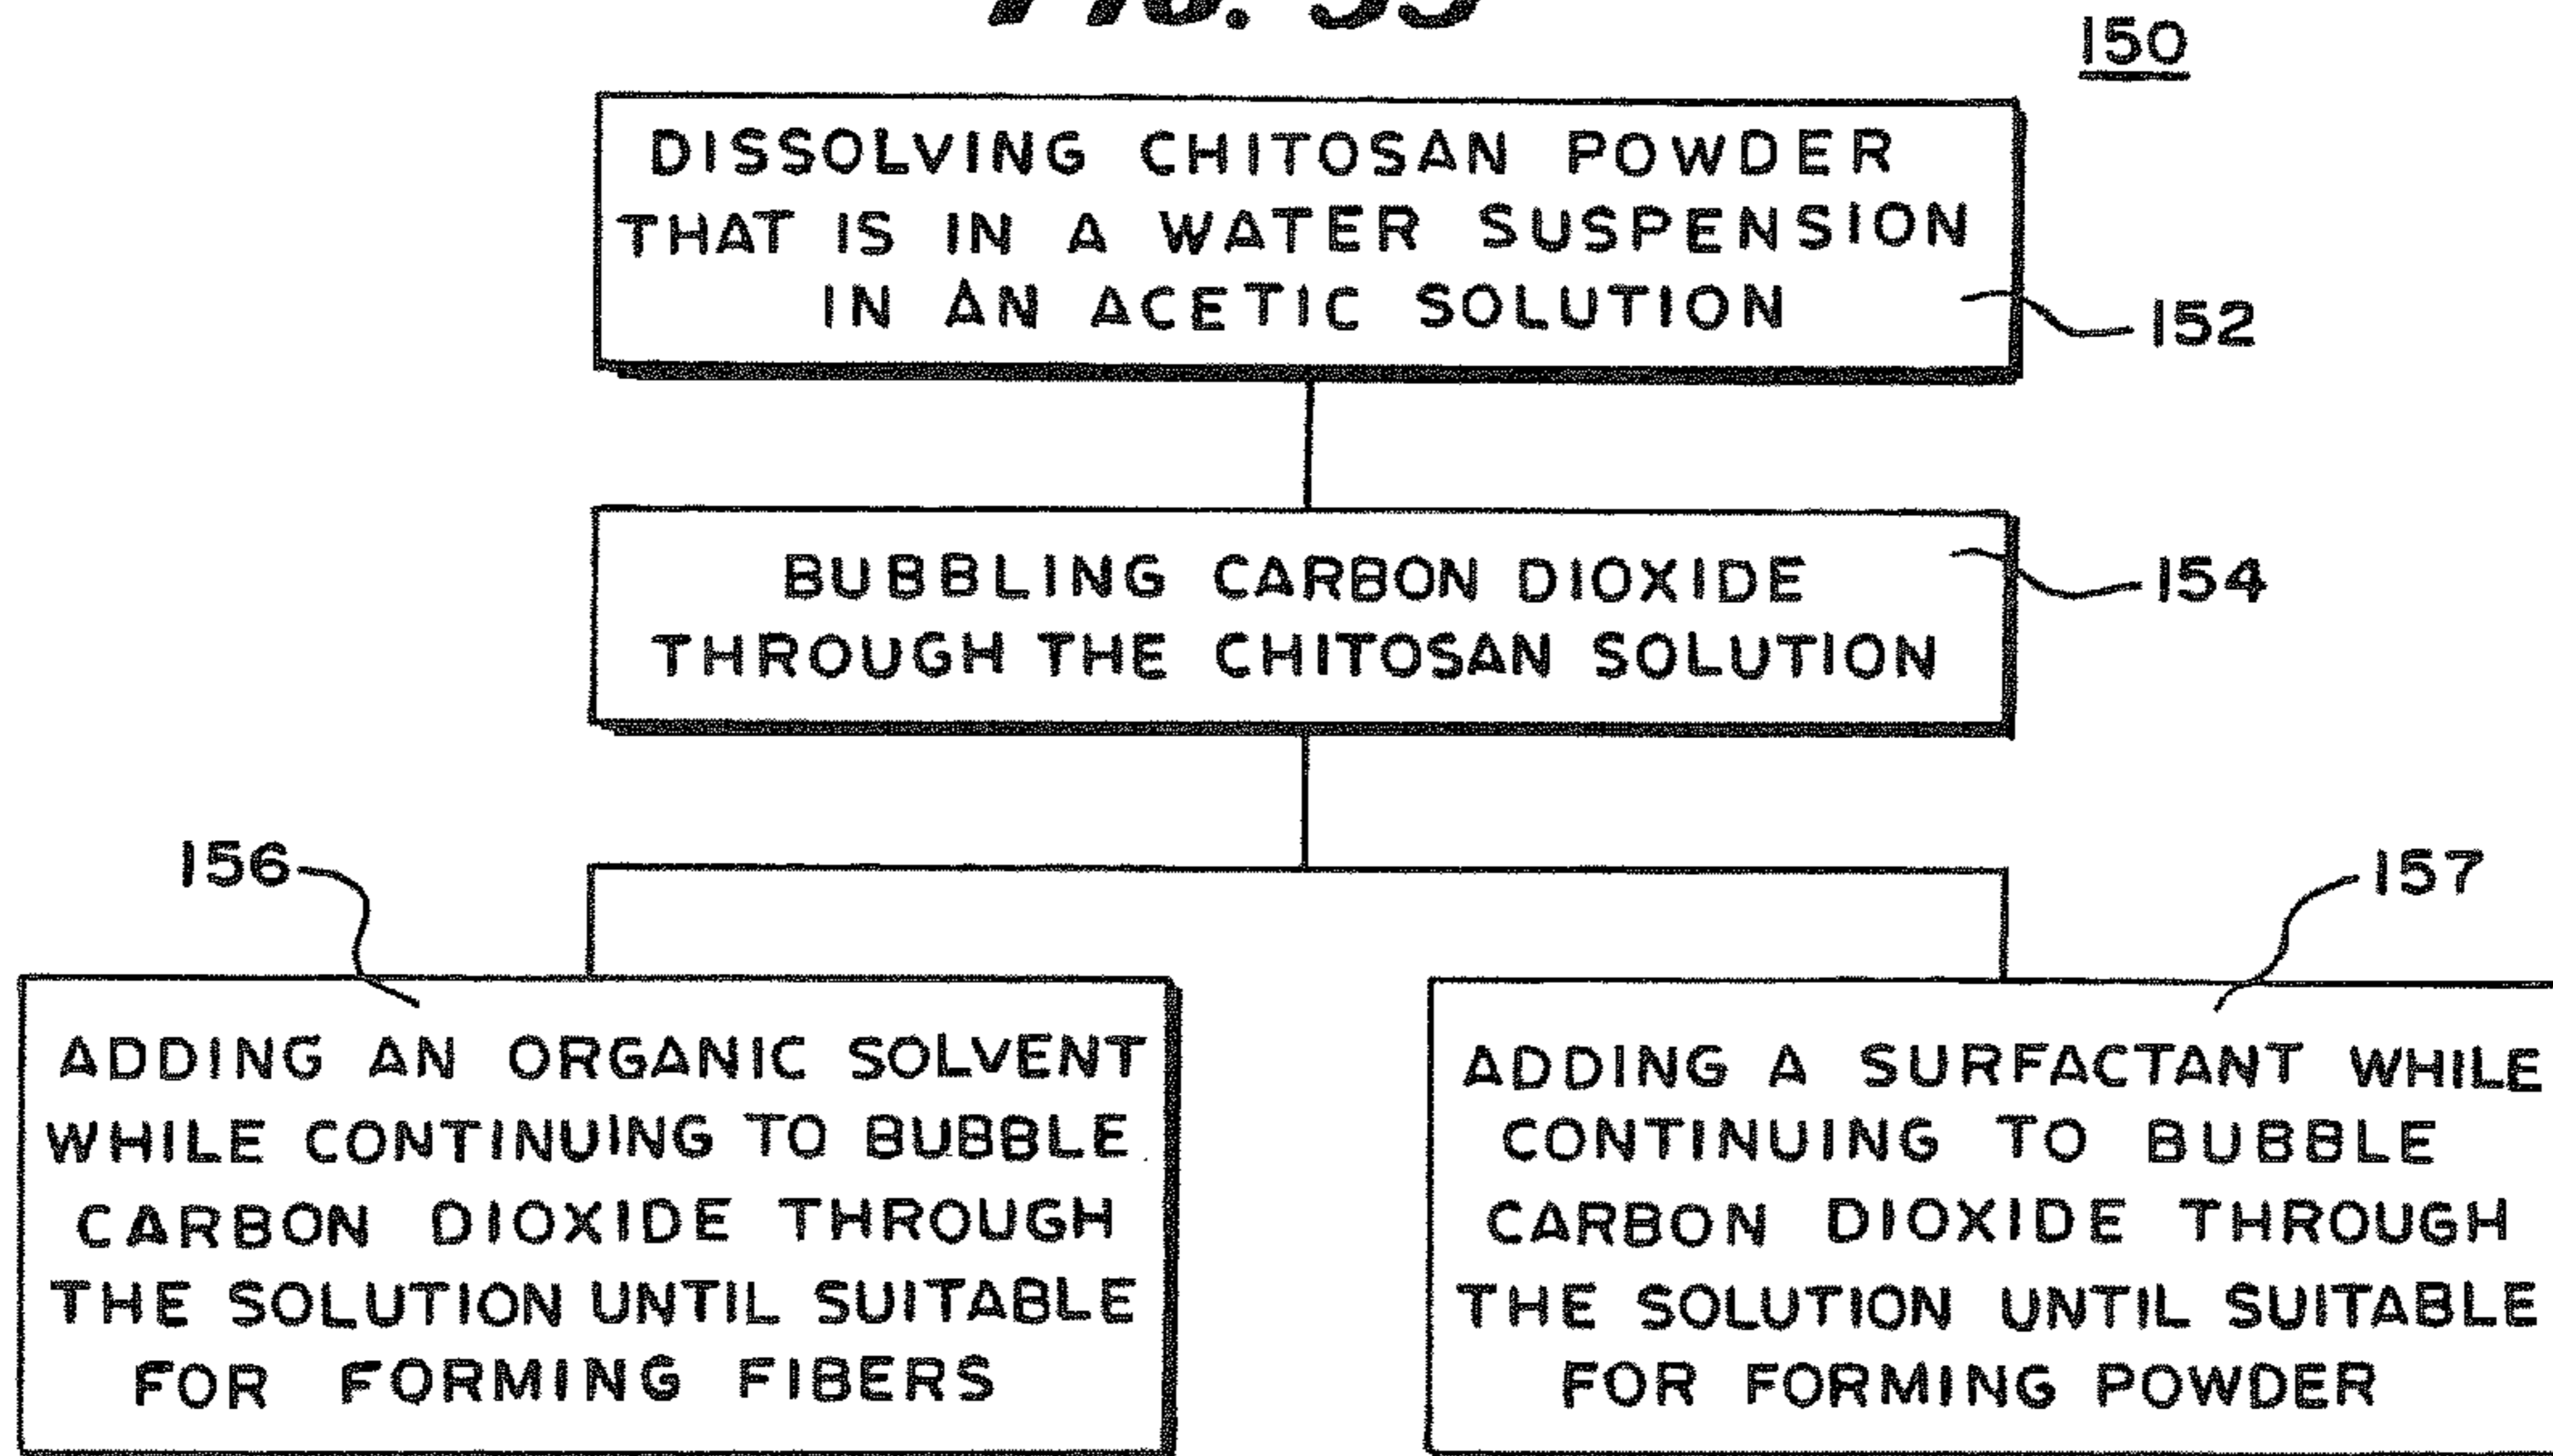 150
DISSOLVING CHITOSAN POWDER
THAT IS IN A WATER SUSPENSION
IN AN ACETIC SOLUTION
152
BUBBLING CARBON DIOXIDE
THROUGH THE CHITOSAN SOLUTION
154
156
ADDING AN ORGANIC SOLVENT
WHILE CONTINUING TO BUBBLE
CARBON DIOXIDE THROUGH
THE SOLUTION UNTIL SUITABLE
FOR FORMING FIBERS
157
ADDING A SURFACTANT WHILE
CONTINUING TO BUBBLE
CARBON DIOXIDE THROUGH
THE SOLUTION UNTIL SUITABLE
FOR FORMING POWDER